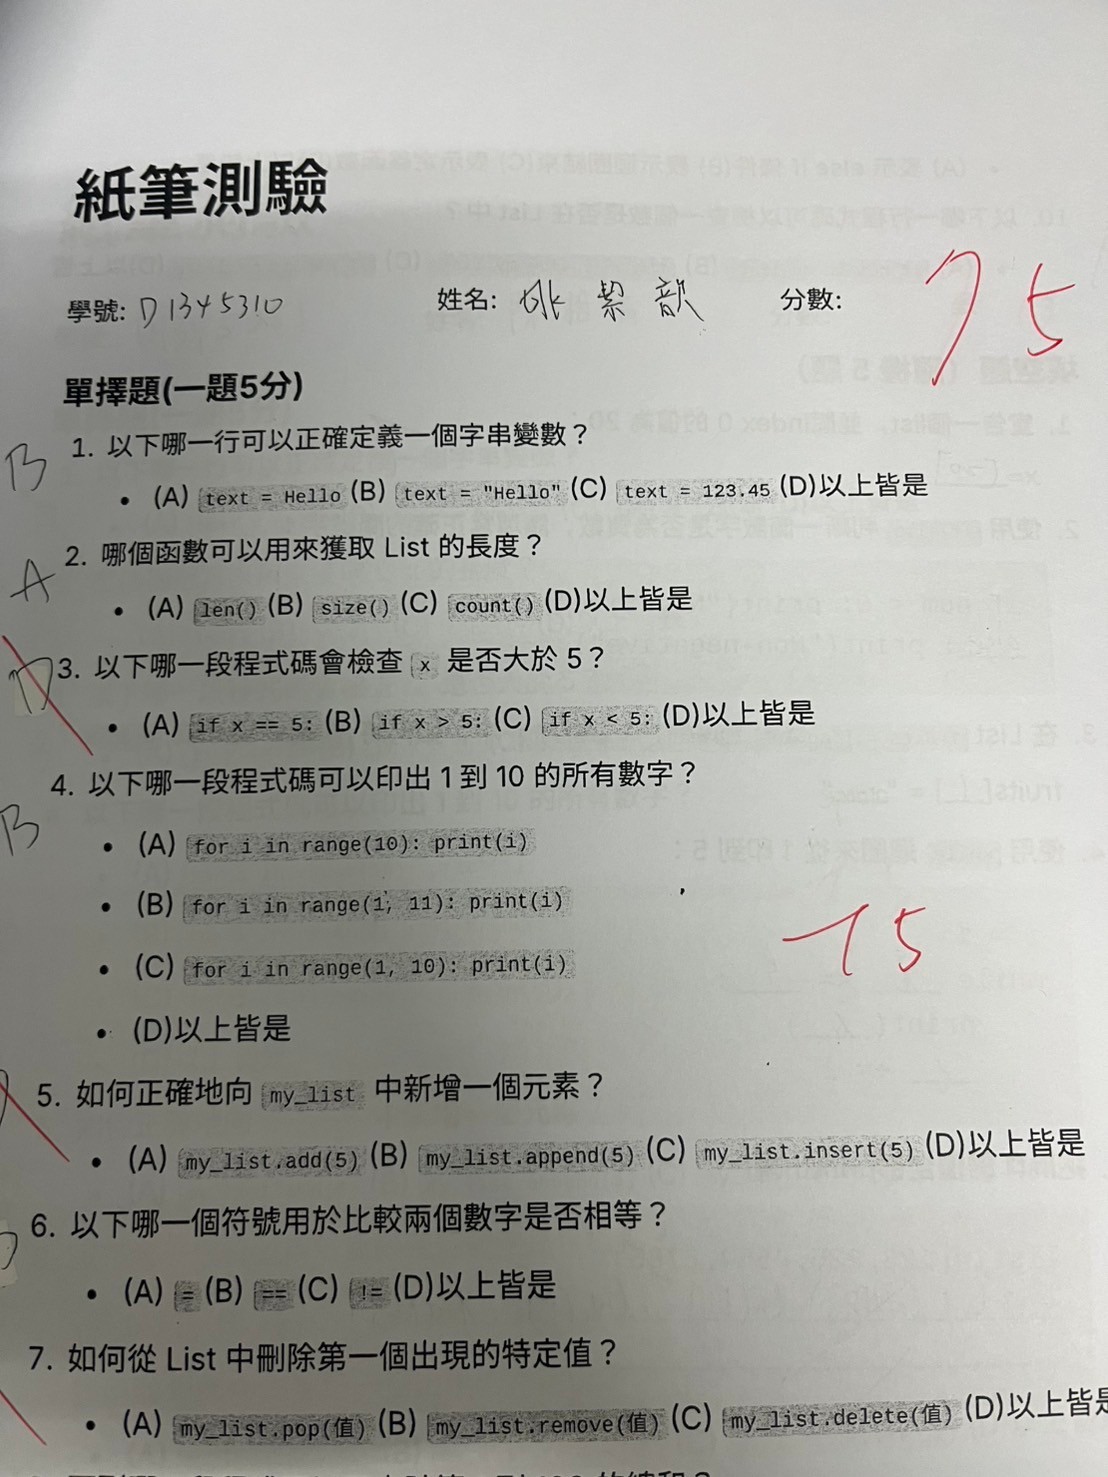 紙筆測驗
學號: D1345310 姓名: 姚絜歆 分數: 75
單擇題(一題5分)
B 1. 以下哪一行可以正確定義一個字串變數？
• (A) text = Hello (B) text = "Hello" (C) text = 123.45 (D)以上皆是
A 2. 哪個函數可以用來獲取 List 的長度？
• (A) len() (B) size() (C) count() (D)以上皆是
D 3. 以下哪一段程式碼會檢查 x 是否大於 5？
• (A) if x == 5: (B) if x > 5: (C) if x < 5: (D)以上皆是
B 4. 以下哪一段程式碼可以印出 1 到 10 的所有數字？
• (A) for i in range(10): print(i)
• (B) for i in range(1, 11): print(i)
-15
• (C) for i in range(1, 10): print(i)
• (D)以上皆是
5. 如何正確地向 my_list 中新增一個元素？
• (A) my_list.add(5) (B) my_list.append(5) (C) my_list.insert(5) (D)以上皆是
6. 以下哪一個符號用於比較兩個數字是否相等？
• (A) = (B) == (C) != (D)以上皆是
7. 如何從 List 中刪除第一個出現的特定值？
• (A) my_list.pop(值) (B) my_list.remove(值) (C) my_list.delete(值) (D)以上皆是